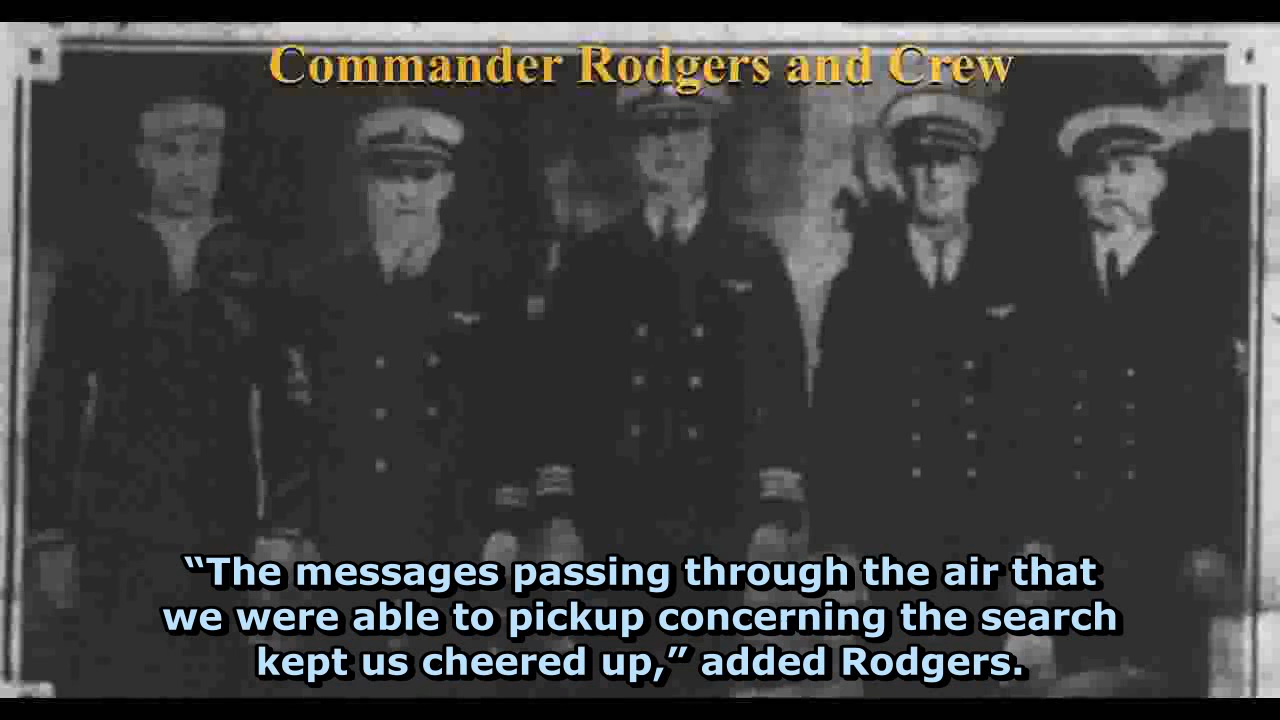 Commander Rodgers and Crew
“The messages passing through the air that
we were able to pickup concerning the search
kept us cheered up,” added Rodgers.